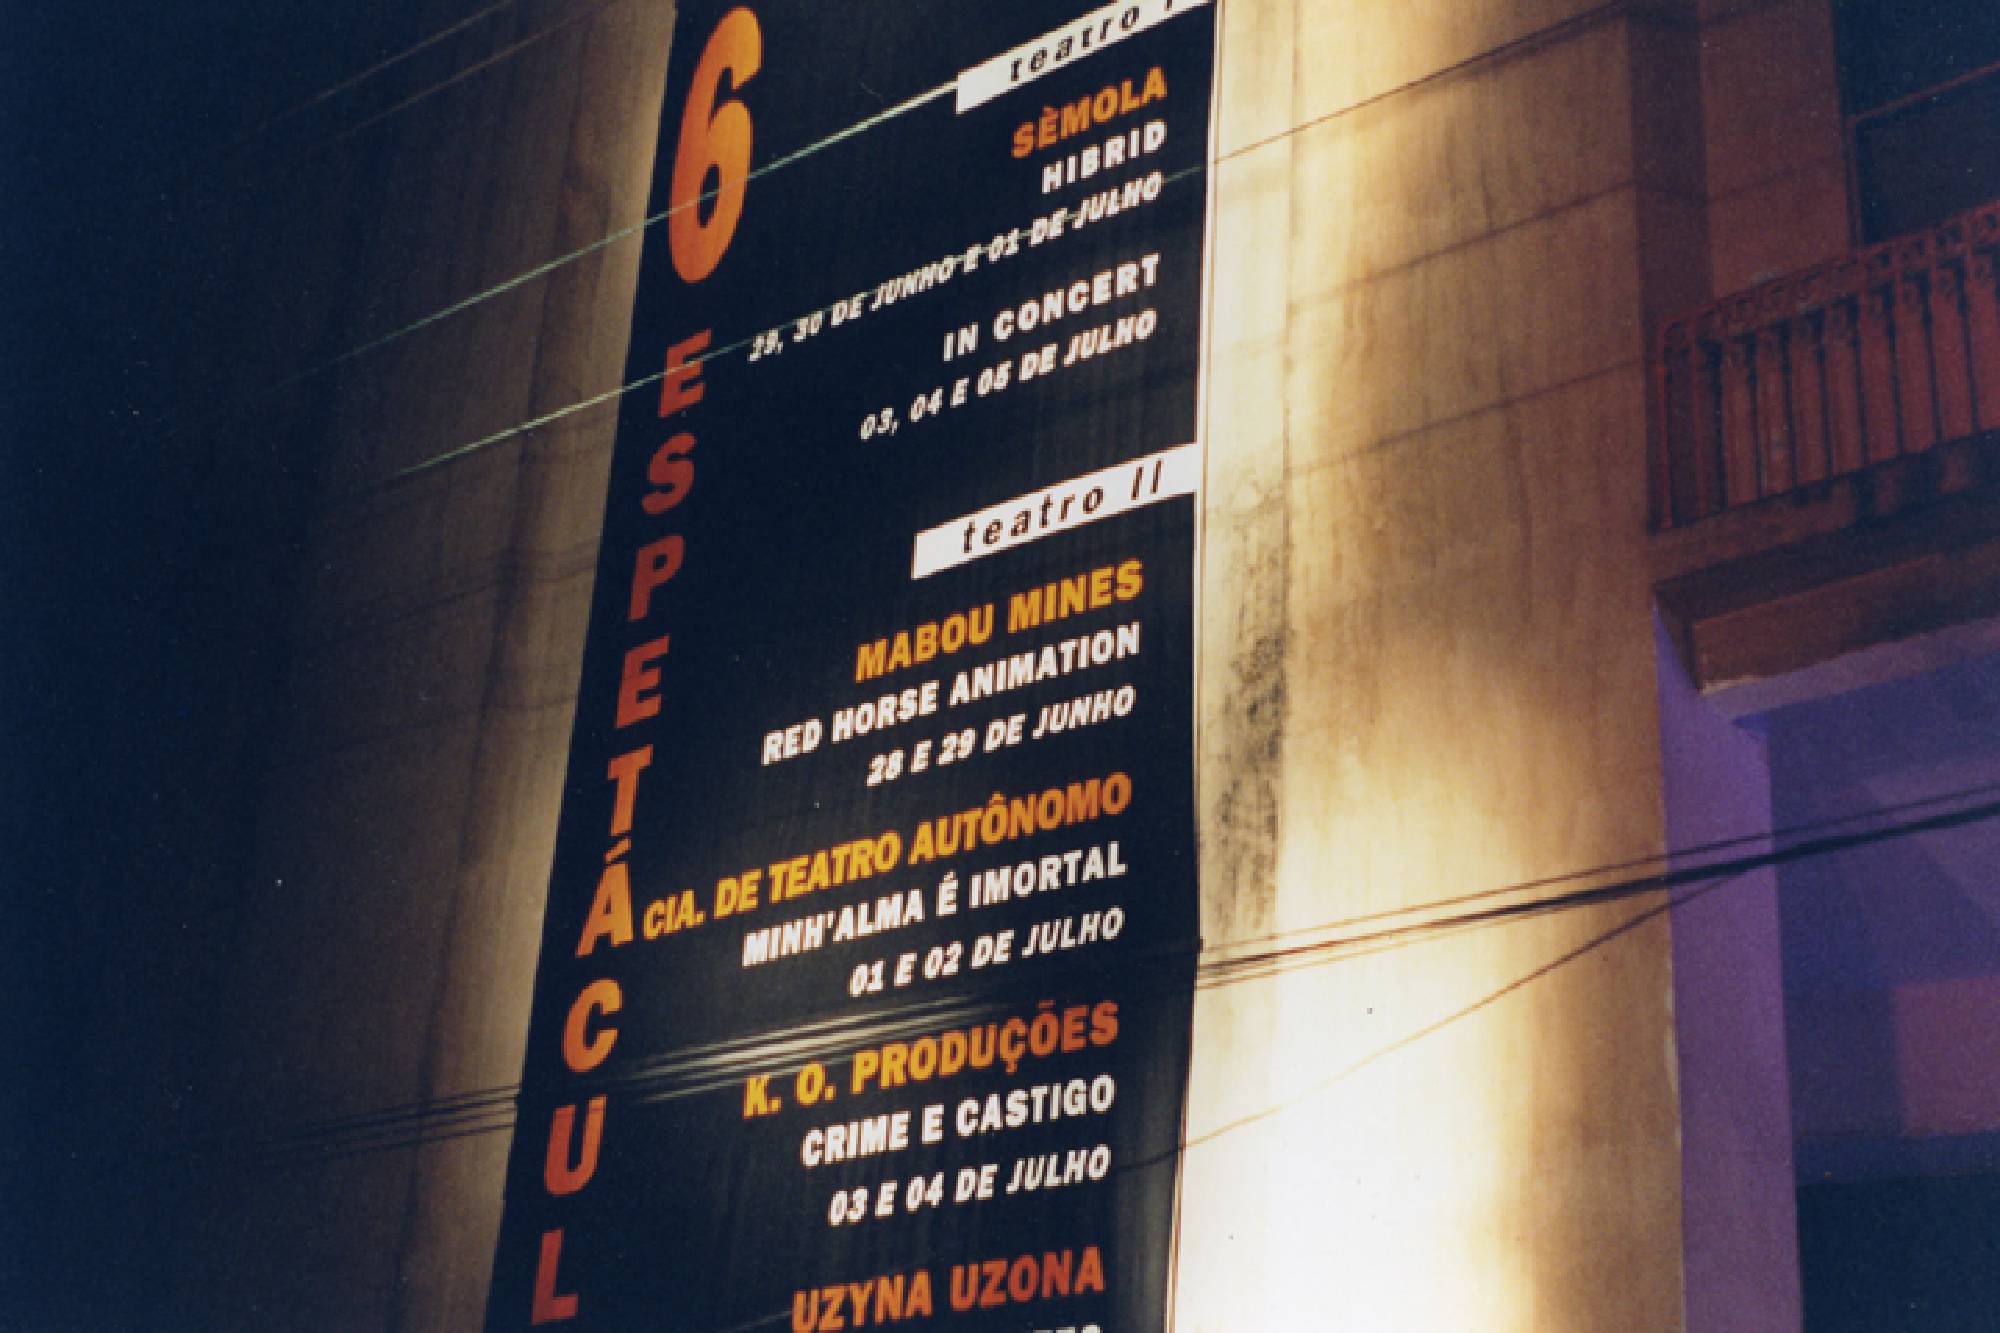 6 ESPETÁCUL
teatro I
SÈMOLA
HIBRID
29, 30 DE JUNHO E 01 DE JULHO
IN CONCERT
03, 04 E 05 DE JULHO
teatro II
MABOU MINES
RED HORSE ANIMATION
28 E 29 DE JUNHO
CIA. DE TEATRO AUTÔNOMO
MINH'ALMA É IMORTAL
01 E 02 DE JULHO
K. O. PRODUÇÕES
CRIME E CASTIGO
03 E 04 DE JULHO
UZYNA UZONA